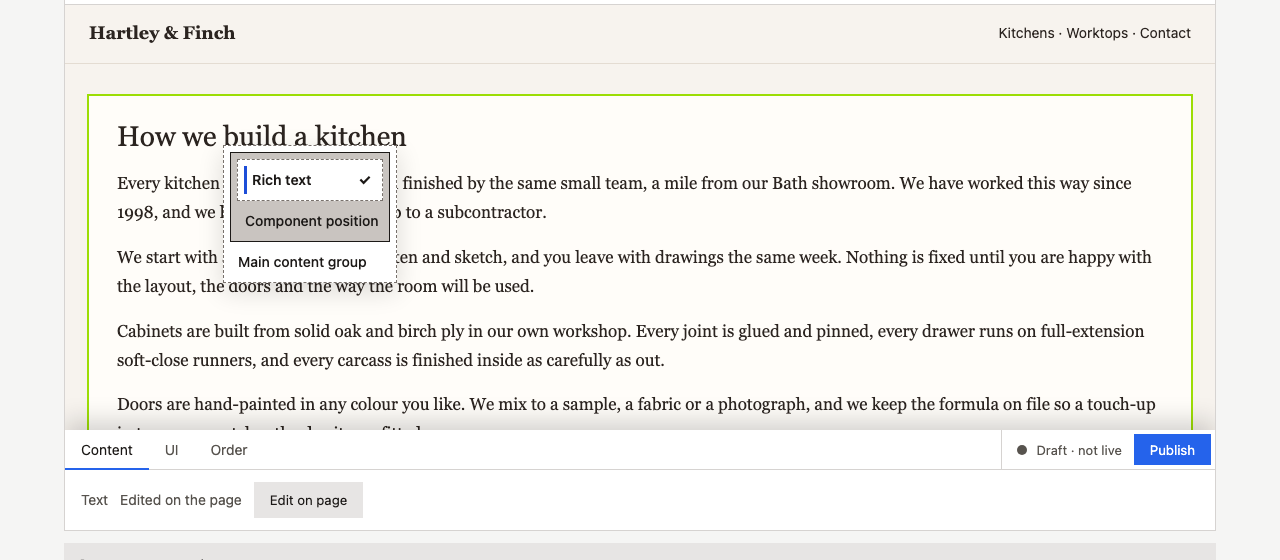 Hartley & Finch
Kitchens · Worktops · Contact
How we build a kitchen
Every kitchen finished by the same small team, a mile from our Bath showroom. We have worked this way since
1998, and we to a subcontractor.
We start with and sketch, and you leave with drawings the same week. Nothing is fixed until you are happy with
the layout, the doors and the way the room will be used.
Cabinets are built from solid oak and birch ply in our own workshop. Every joint is glued and pinned, every drawer runs on full-extension
soft-close runners, and every carcass is finished inside as carefully as out.
Doors are hand-painted in any colour you like. We mix to a sample, a fabric or a photograph, and we keep the formula on file so a touch-up
Rich text
Component position
Main content group
Content
UI
Order
Draft · not live
Publish
Text
Edited on the page
Edit on page